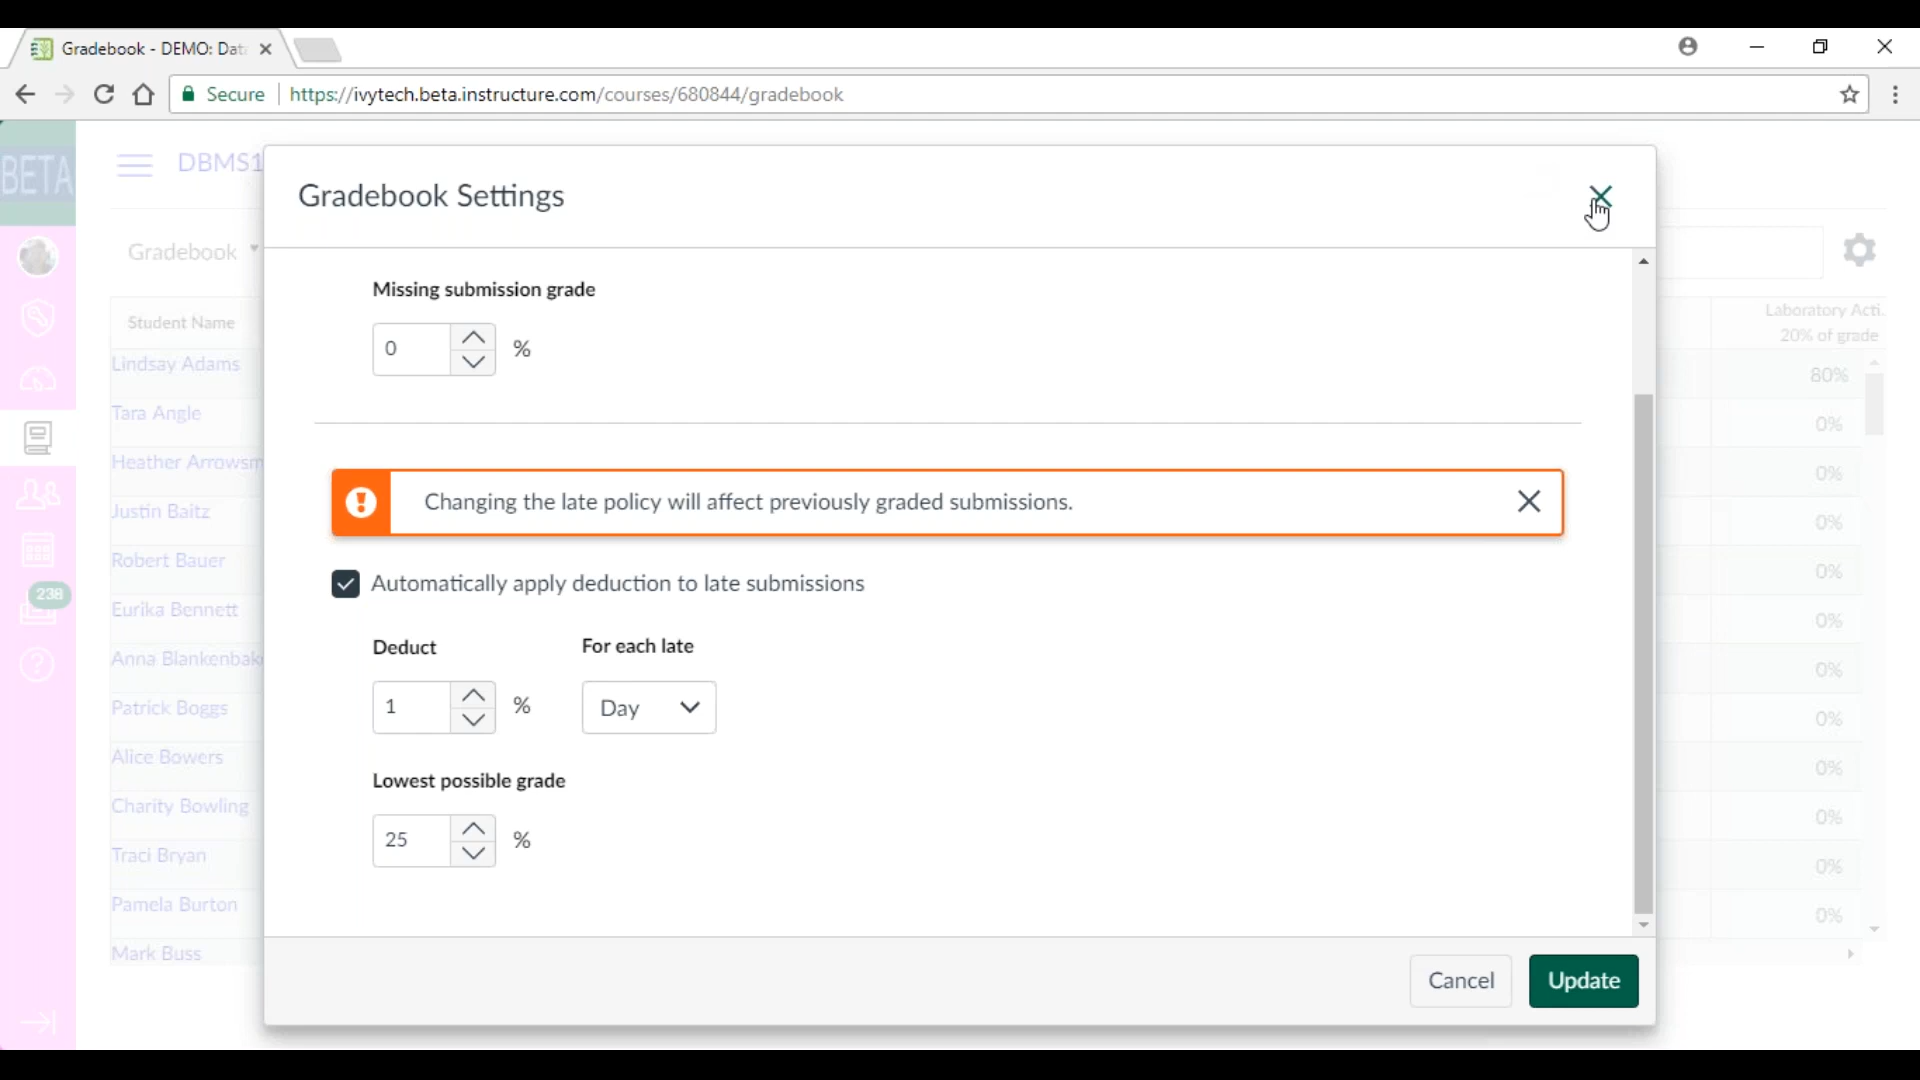 Gradebook - DEMO: Dat
Secure
https://ivytech.beta.instructure.com/courses/680844/gradebook
BETA
DBMS1
Gradebook Settings
Gradebook
Student Name
Laboratory Acti.
20% of grade
Lindsay Adams
80%
Tara Angle
0%
Heather Arrowsm
0%
Justin Baitz
0%
Robert Bauer
0%
238
Eurika Bennett
0%
Anna Blankenbak
0%
Patrick Boggs
0%
Alice Bowers
0%
Charity Bowling
0%
Traci Bryan
0%
Pamela Burton
0%
Mark Buss
Missing submission grade
0 %
Changing the late policy will affect previously graded submissions.
Automatically apply deduction to late submissions
Deduct For each late
1 % Day
Lowest possible grade
25 %
Cancel Update